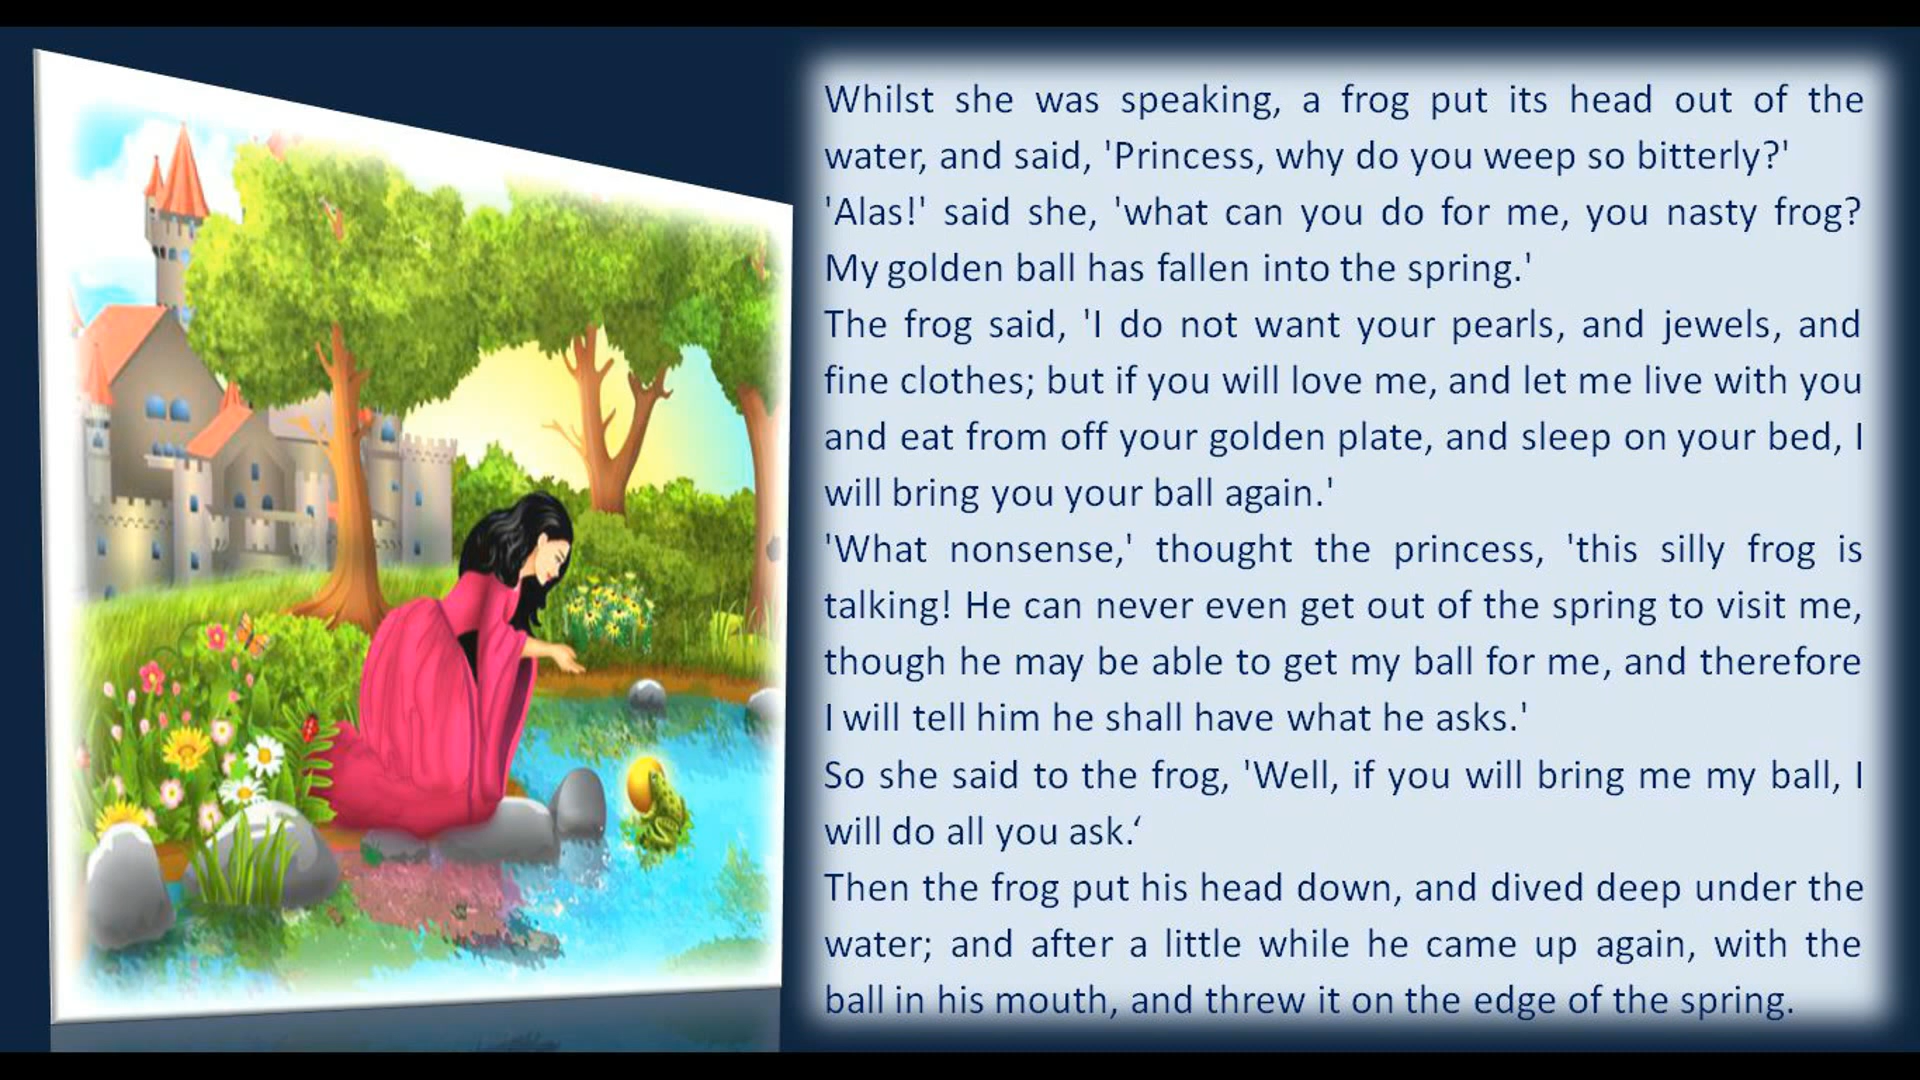 Whilst she was speaking, a frog put its head out of the
water, and said, 'Princess, why do you weep so bitterly?'
'Alas!' said she, 'what can you do for me, you nasty frog?
My golden ball has fallen into the spring.'
The frog said, 'I do not want your pearls, and jewels, and
fine clothes; but if you will love me, and let me live with you
and eat from off your golden plate, and sleep on your bed, I
will bring you your ball again.'
'What nonsense,' thought the princess, 'this silly frog is
talking! He can never even get out of the spring to visit me,
though he may be able to get my ball for me, and therefore
I will tell him he shall have what he asks.'
So she said to the frog, 'Well, if you will bring me my ball, I
will do all you ask.‘
Then the frog put his head down, and dived deep under the
water; and after a little while he came up again, with the
ball in his mouth, and threw it on the edge of the spring.